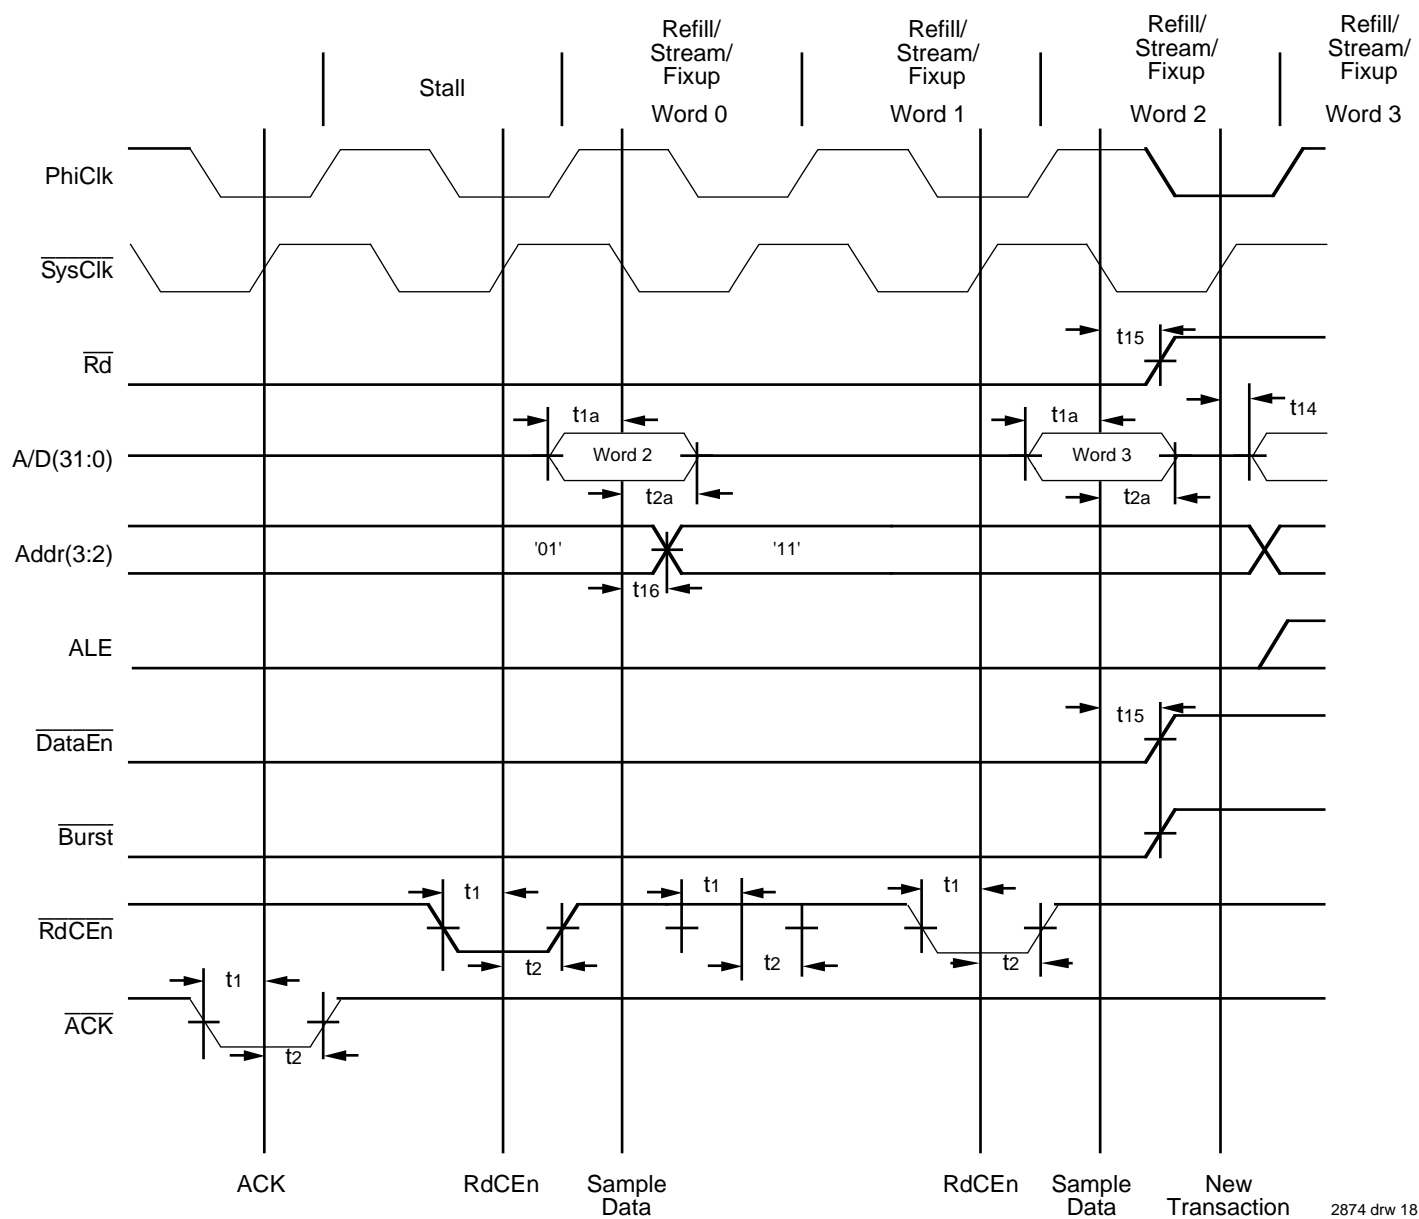 Refill/
Stream/
Fixup
Refill/
Stream/
Fixup
Refill/
Stream/
Fixup
Refill/
Stream/
Fixup
Stall
Word 0
Word 1
Word 2
Word 3
PhiClk
SysClk
t15
Rd
t1a
t1a
t14
A/D(31:0)
Word 2
Word 3
t2a
t2a
Addr(3:2)
'01'
'11'
t16
ALE
t15
DataEn
Burst
t1
t1
t1
RdCEn
t2
t2
t2
t1
ACK
t2
ACK
RdCEn
Sample
Data
RdCEn
Sample
Data
New
Transaction
2874 drw 18